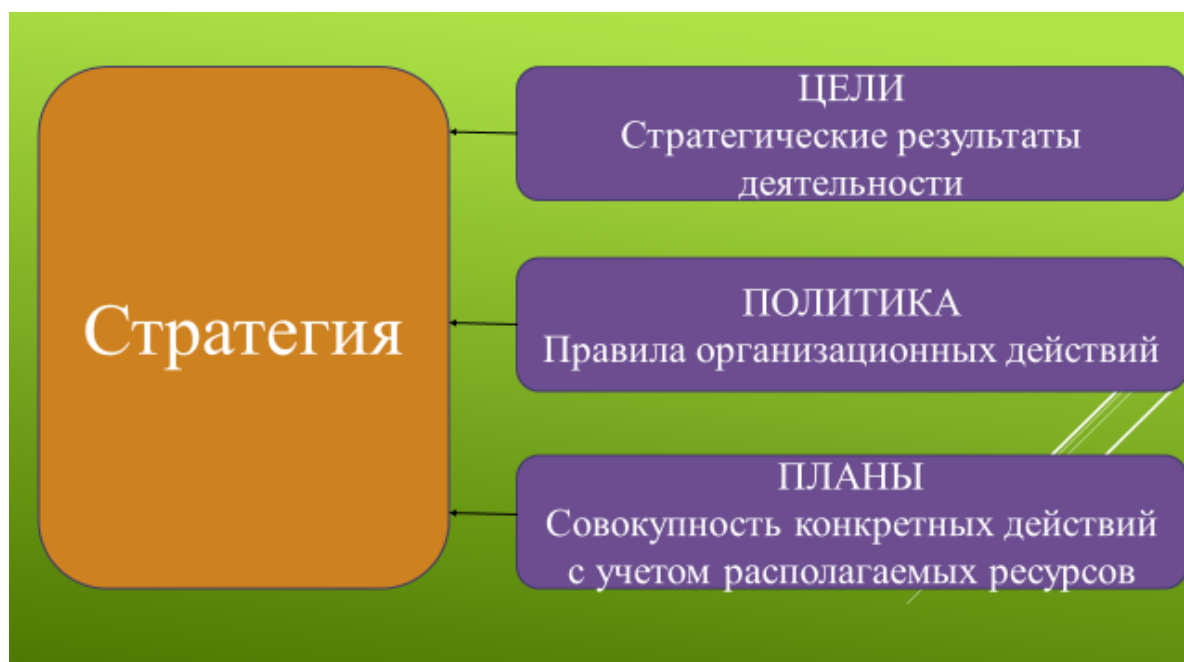 Стратегия
ЦЕЛИ
Стратегические результаты
деятельности
ПОЛИТИКА
Правила организационных действий
ПЛАНЫ
Совокупность конкретных действий
с учетом располагаемых ресурсов